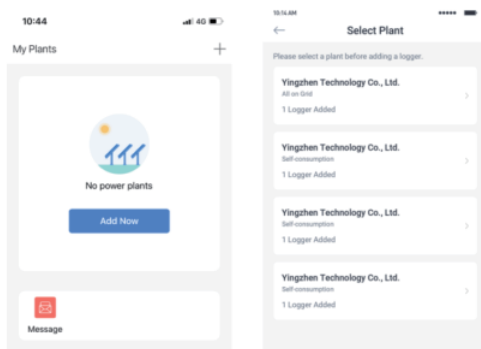 10:44
4G
My Plants
No power plants
Add Now
Message
10:14 AM
Select Plant
Please select a plant before adding a logger.
Yingzhen Technology Co., Ltd.
All on Grid
1 Logger Added
Yingzhen Technology Co., Ltd.
Self-consumption
1 Logger Added
Yingzhen Technology Co., Ltd.
Self-consumption
1 Logger Added
Yingzhen Technology Co., Ltd.
Self-consumption
1 Logger Added